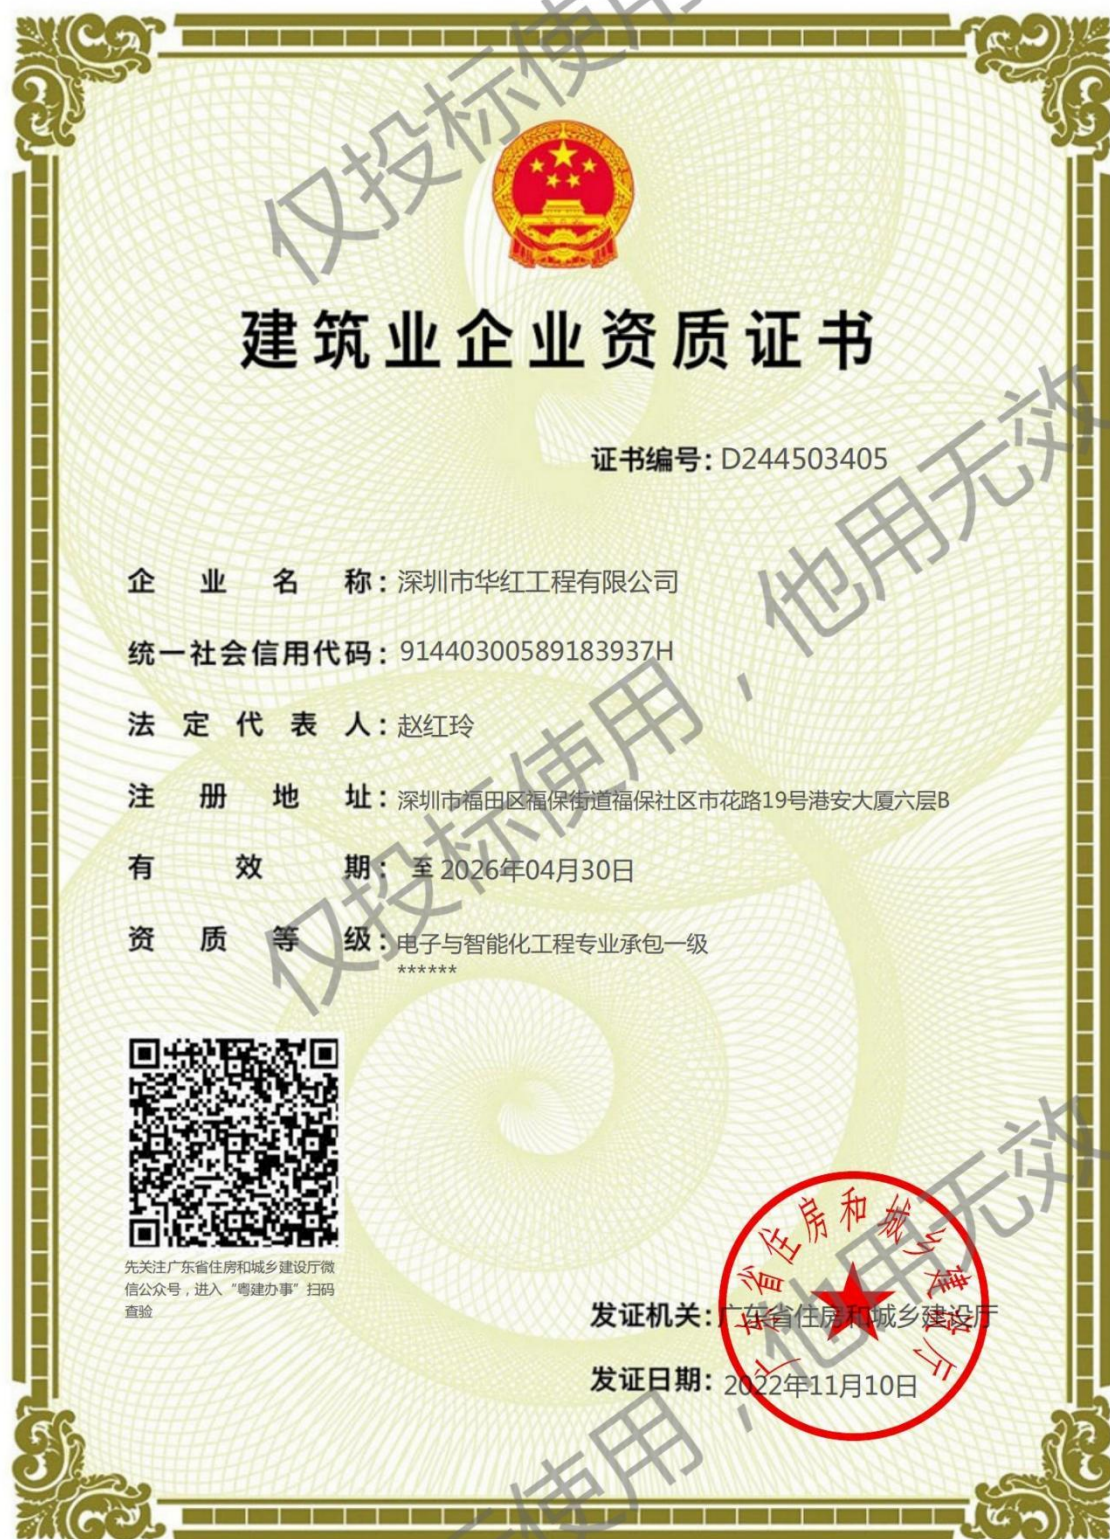 建筑业企业资质证书
证书编号：D244503405
企业名称：深圳市华红工程有限公司
统一社会信用代码：91440300589183937H
法定代表人：赵红玲
注册地址：深圳市福田区福保街道福保社区市花路19号港安大厦六层B
有效期：至2026年04月30日
资质等级：电子与智能化工程专业承包一级
******
先关注广东省住房和城乡建设厅微
信公众号，进入“粤建办事”扫码
查验
发证机关：广东省住房和城乡建设厅
发证日期：2022年11月10日
广东省住房和城乡建设厅
仅投标使用
仅投标使用，他用无效
使用，他用无效